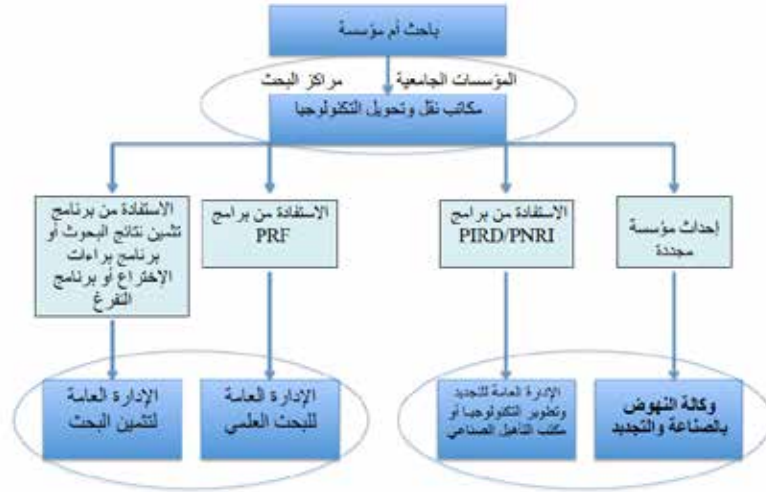 باحث أم مؤسسة
المؤسسات الجامعية
مراكز البحث
مكاتب نقل وتحويل التكنولوجيا
إحداث مؤسسة
مجددة
الاستفادة من برامج
PIRD/PNRI
الاستفادة من برامج
PRF
الاستفادة من برنامج
تثمين نتائج البحوث أو
برنامج براءات
الإختراع أو برنامج
التفرغ
وكالة النهوض
بالصناعة والتجديد
الإدارة العامة للتجديد
وتطوير التكنولوجيا أو
مكتب التأهيل الصناعي
الإدارة العامة
للبحث العلمي
الإدارة العامة
لتثمين البحث